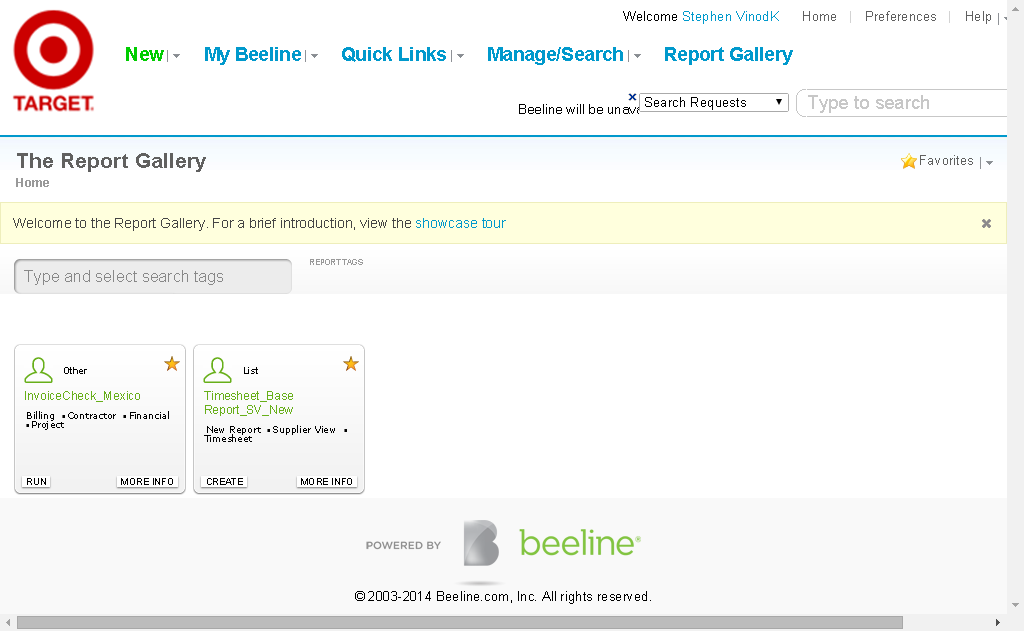 Welcome Stephen VinodK Home Preferences Help
New My Beeline Quick Links Manage/Search Report Gallery
TARGET.
Beeline will be una
Search Requests
Type to search
The Report Gallery
Favorites
Home
Welcome to the Report Gallery. For a brief introduction, view the showcase tour
Type and select search tags
REPORT TAGS
Other
InvoiceCheck_Mexico
Billing ▪ Contractor ▪ Financial
▪ Project
RUN MORE INFO
List
Timesheet_Base
Report_SV_New
New Report ▪ Supplier View ▪
Timesheet
CREATE MORE INFO
POWERED BY beeline®
©2003-2014 Beeline.com, Inc. All rights reserved.